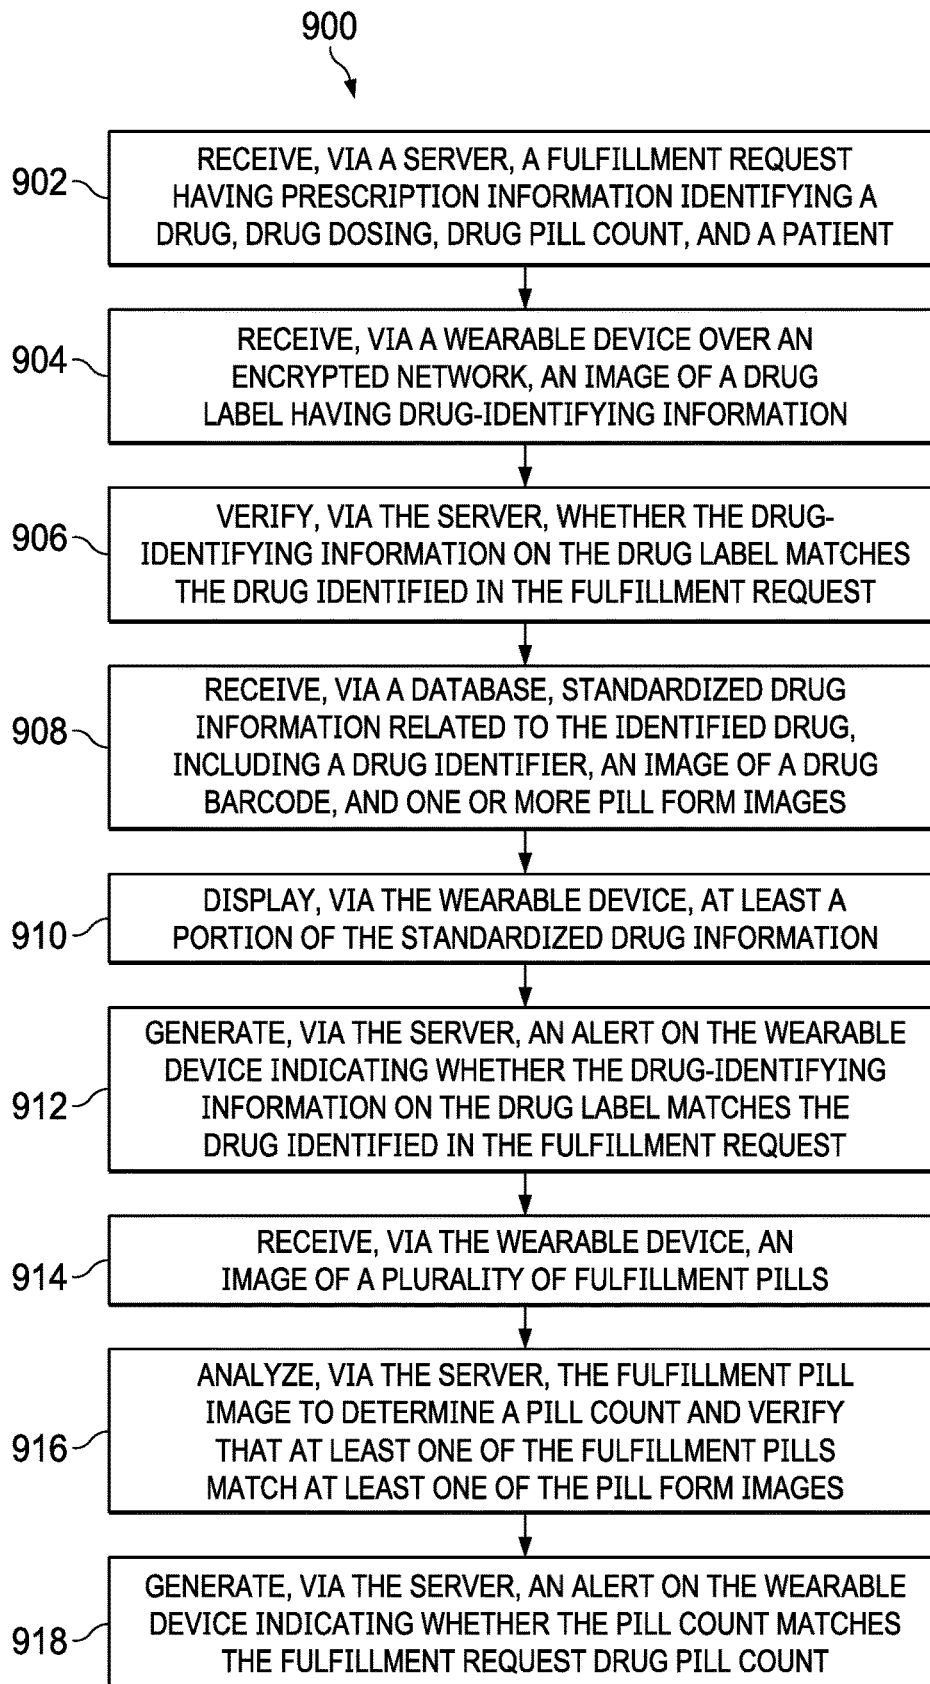 900
902
RECEIVE, VIA A SERVER, A FULFILLMENT REQUEST
HAVING PRESCRIPTION INFORMATION IDENTIFYING A
DRUG, DRUG DOSING, DRUG PILL COUNT, AND A PATIENT
904
RECEIVE, VIA A WEARABLE DEVICE OVER AN
ENCRYPTED NETWORK, AN IMAGE OF A DRUG
LABEL HAVING DRUG-IDENTIFYING INFORMATION
906
VERIFY, VIA THE SERVER, WHETHER THE DRUG-
IDENTIFYING INFORMATION ON THE DRUG LABEL MATCHES
THE DRUG IDENTIFIED IN THE FULFILLMENT REQUEST
908
RECEIVE, VIA A DATABASE, STANDARDIZED DRUG
INFORMATION RELATED TO THE IDENTIFIED DRUG,
INCLUDING A DRUG IDENTIFIER, AN IMAGE OF A DRUG
BARCODE, AND ONE OR MORE PILL FORM IMAGES
910
DISPLAY, VIA THE WEARABLE DEVICE, AT LEAST A
PORTION OF THE STANDARDIZED DRUG INFORMATION
912
GENERATE, VIA THE SERVER, AN ALERT ON THE WEARABLE
DEVICE INDICATING WHETHER THE DRUG-IDENTIFYING
INFORMATION ON THE DRUG LABEL MATCHES THE
DRUG IDENTIFIED IN THE FULFILLMENT REQUEST
914
RECEIVE, VIA THE WEARABLE DEVICE, AN
IMAGE OF A PLURALITY OF FULFILLMENT PILLS
916
ANALYZE, VIA THE SERVER, THE FULFILLMENT PILL
IMAGE TO DETERMINE A PILL COUNT AND VERIFY
THAT AT LEAST ONE OF THE FULFILLMENT PILLS
MATCH AT LEAST ONE OF THE PILL FORM IMAGES
918
GENERATE, VIA THE SERVER, AN ALERT ON THE WEARABLE
DEVICE INDICATING WHETHER THE PILL COUNT MATCHES
THE FULFILLMENT REQUEST DRUG PILL COUNT